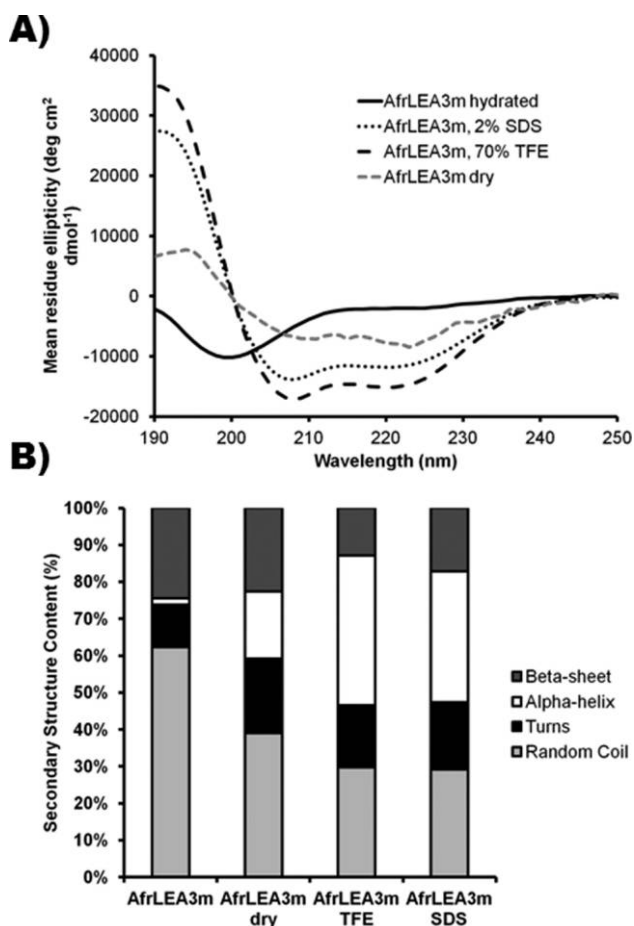 A)
AfrLEA3m hydrated
AfrLEA3m, 2% SDS
AfrLEA3m, 70% TFE
AfrLEA3m dry
Mean residue ellipticity (deg cm²
dmol⁻¹)
40000
30000
20000
10000
0
-10000
-20000
190 200 210 220 230 240 250
Wavelength (nm)
B)
Secondary Structure Content (%)
100%
90%
80%
70%
60%
50%
40%
30%
20%
10%
0%
Beta-sheet
Alpha-helix
Turns
Random Coil
AfrLEA3m AfrLEA3m AfrLEA3m AfrLEA3m
dry TFE SDS